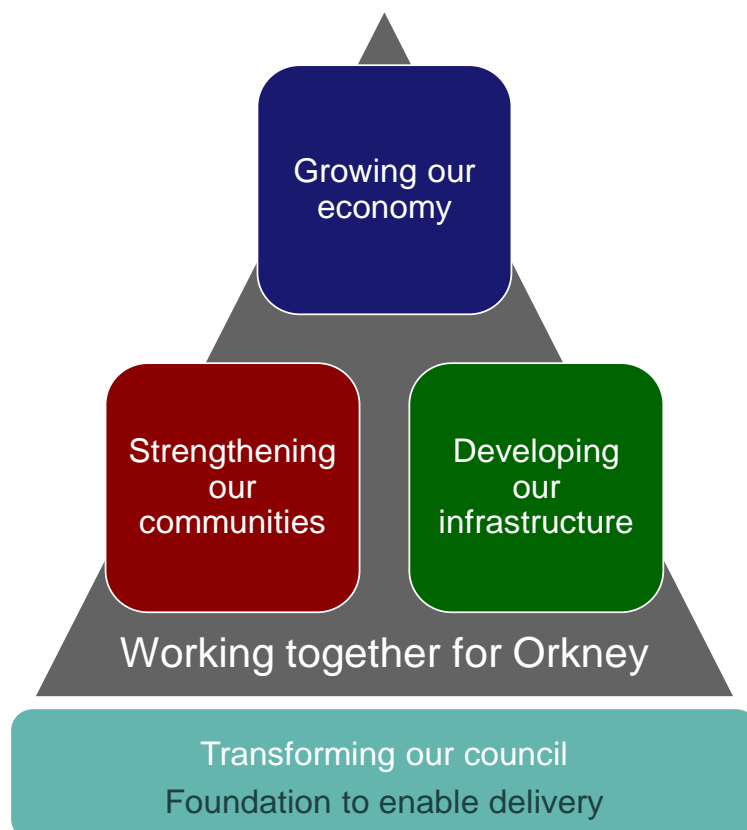 Growing our
economy
Strengthening
our
communities
Developing
our
infrastructure
Working together for Orkney
Transforming our council
Foundation to enable delivery